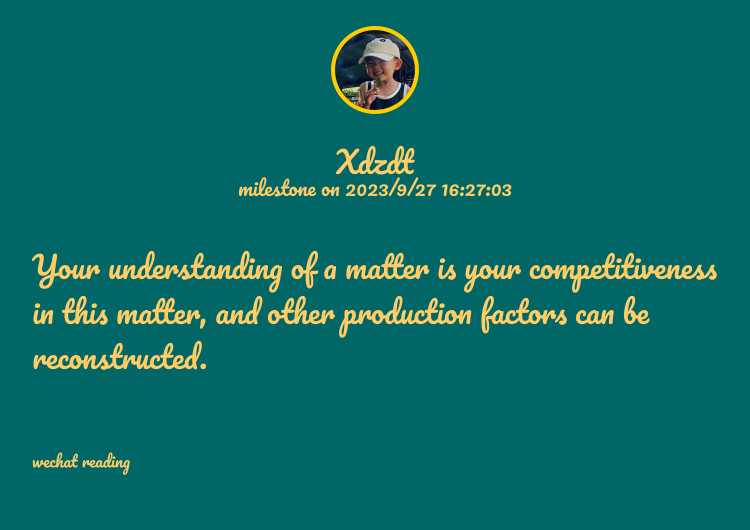 Xdzdt
milestone on 2023/9/27 16:27:03
Your understanding of a matter is your competitiveness
in this matter, and other production factors can be
reconstructed.
wechat reading